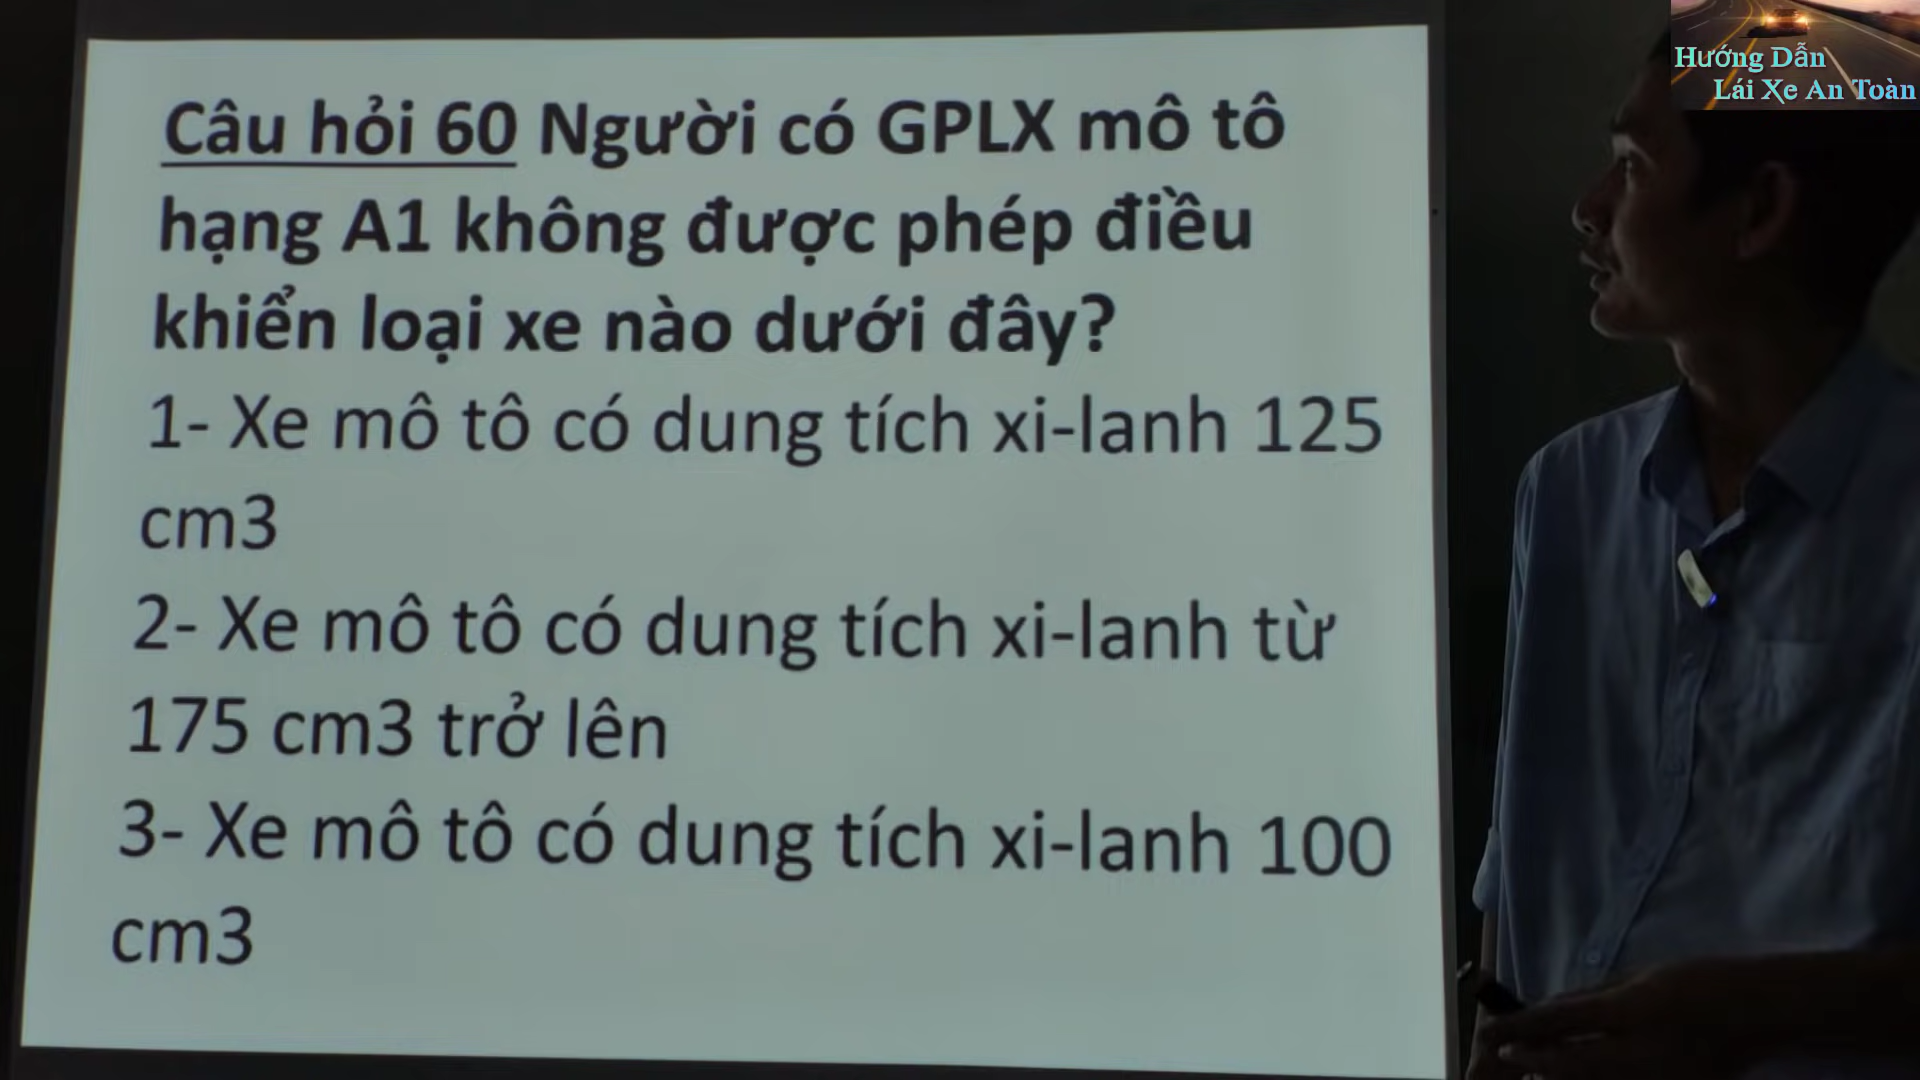 Hướng Dẫn
Lái Xe An Toàn
Câu hỏi 60 Người có GPLX mô tô
hạng A1 không được phép điều
khiển loại xe nào dưới đây?
1- Xe mô tô có dung tích xi-lanh 125
cm3
2- Xe mô tô có dung tích xi-lanh từ
175 cm3 trở lên
3- Xe mô tô có dung tích xi-lanh 100
cm3